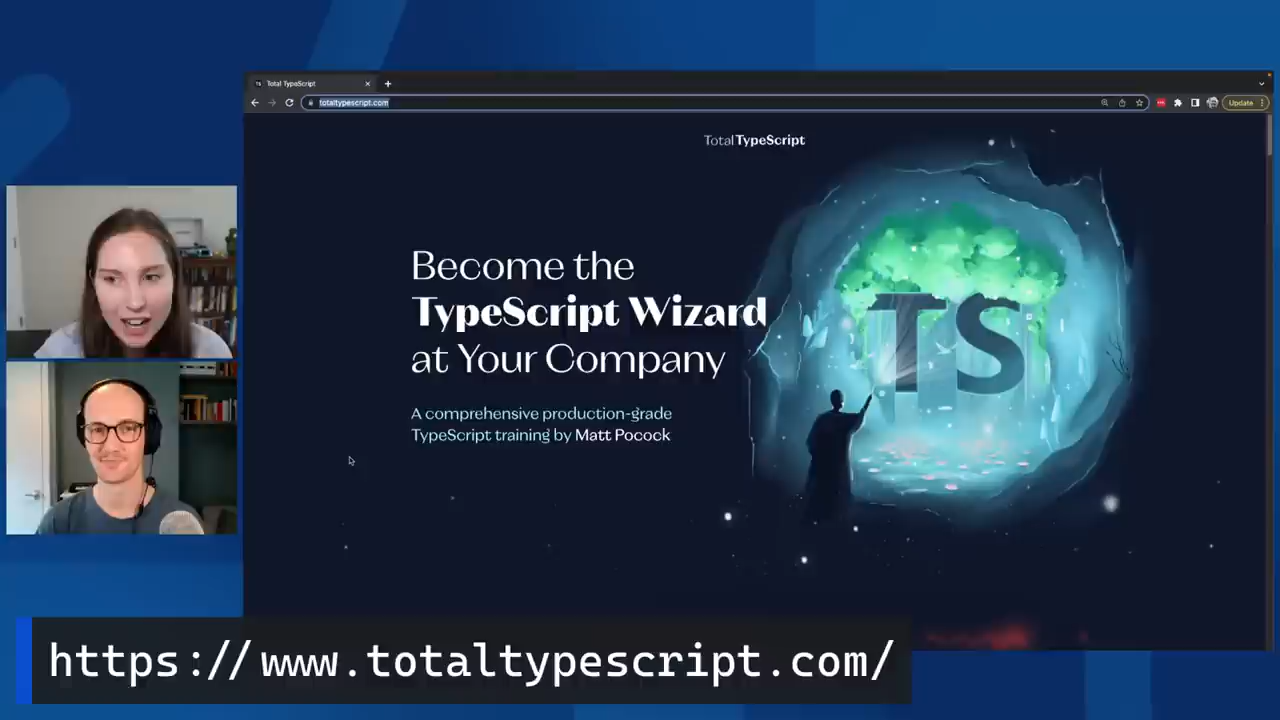 Total TypeScript
totaltypescript.com
Update
Total TypeScript
Become the
TypeScript Wizard
at Your Company
A comprehensive production-grade
TypeScript training by Matt Pocock
TS
https://www.totaltypescript.com/